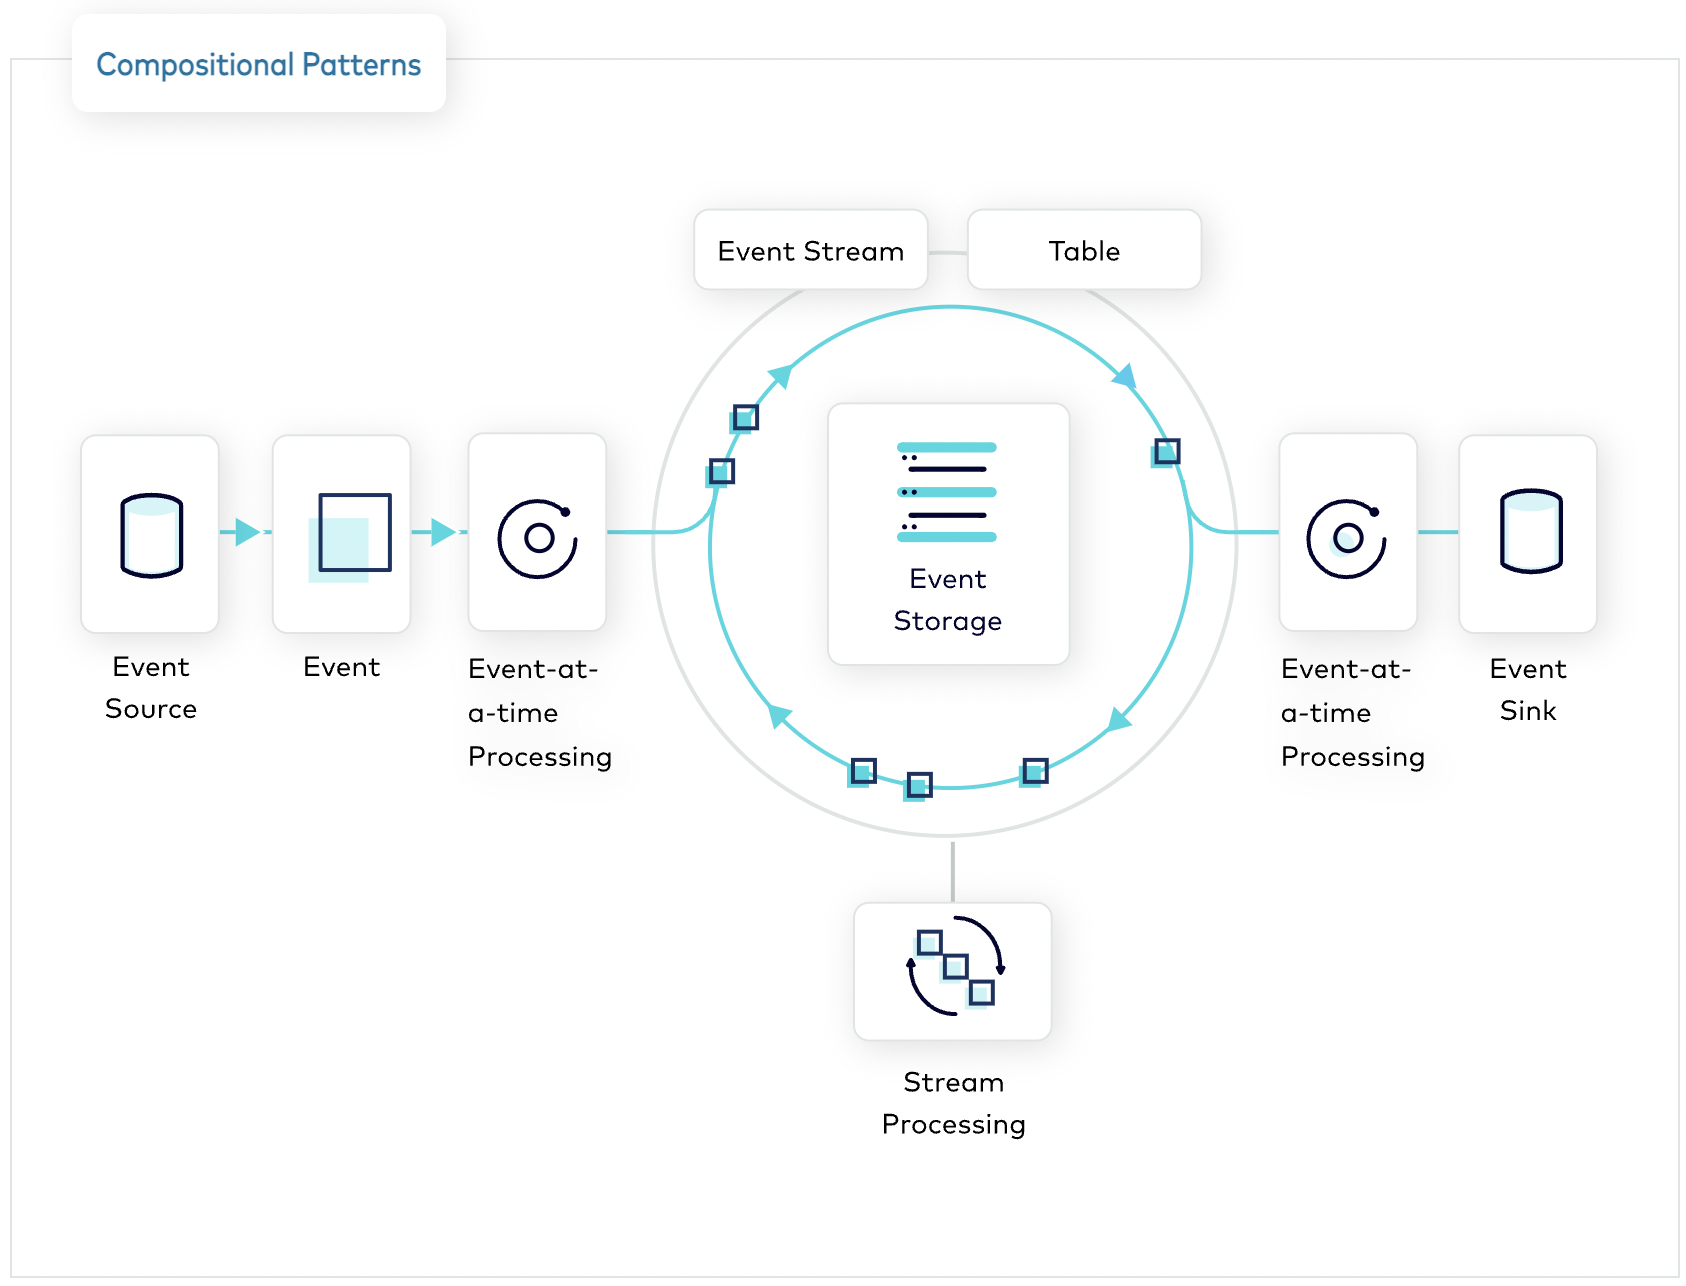 Compositional Patterns
Event Stream
Table
Event
Storage
Event
Source
Event
Event-at-
a-time
Processing
Event-at-
a-time
Processing
Event
Sink
Stream
Processing